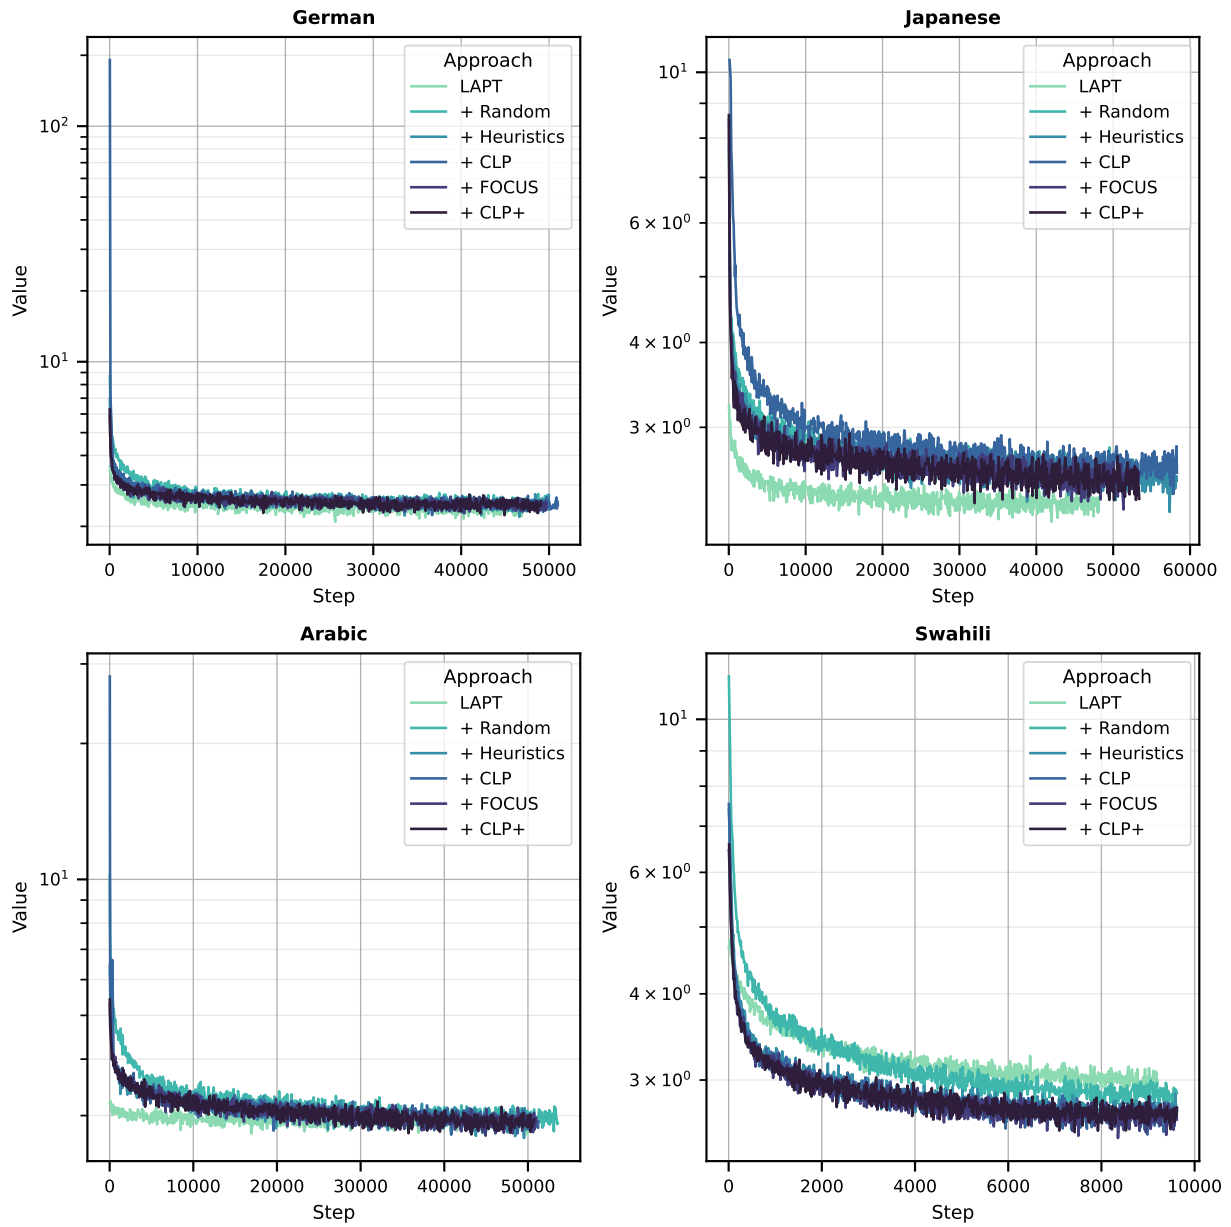 German
Value
10²
10¹
0 10000 20000 30000 40000 50000
Step
Approach
LAPT
+ Random
+ Heuristics
+ CLP
+ FOCUS
+ CLP+
Japanese
Value
10¹
6 × 10⁰
4 × 10⁰
3 × 10⁰
0 10000 20000 30000 40000 50000 60000
Step
Approach
LAPT
+ Random
+ Heuristics
+ CLP
+ FOCUS
+ CLP+
Arabic
Value
10¹
0 10000 20000 30000 40000 50000
Step
Approach
LAPT
+ Random
+ Heuristics
+ CLP
+ FOCUS
+ CLP+
Swahili
Value
10¹
6 × 10⁰
4 × 10⁰
3 × 10⁰
0 2000 4000 6000 8000 10000
Step
Approach
LAPT
+ Random
+ Heuristics
+ CLP
+ FOCUS
+ CLP+